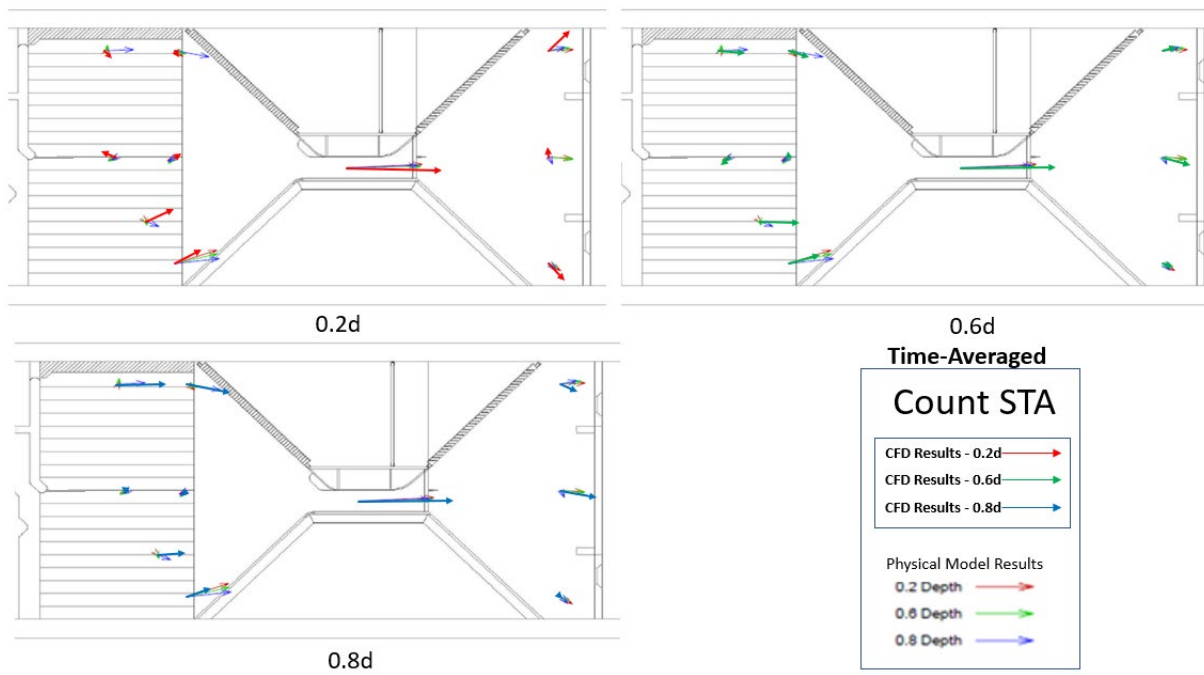 0.2d
0.6d
0.8d
Time-Averaged
Count STA
CFD Results - 0.2d
CFD Results - 0.6d
CFD Results - 0.8d
Physical Model Results
0.2 Depth
0.6 Depth
0.8 Depth